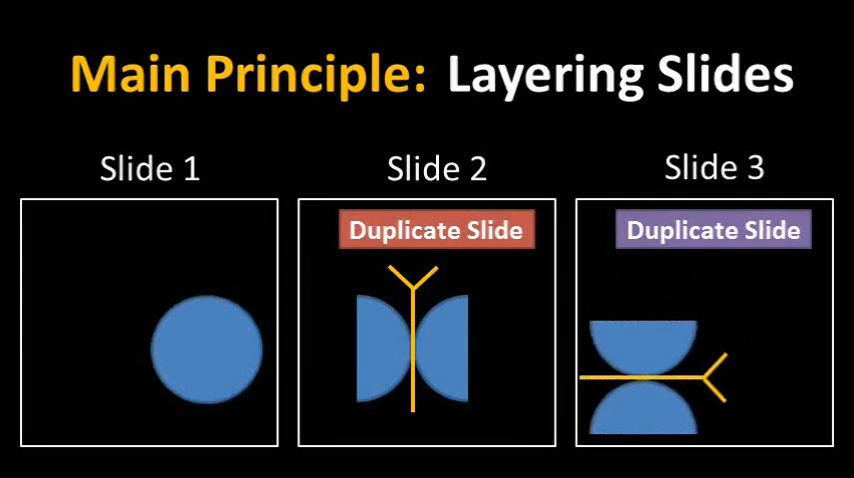 Main Principle: Layering Slides
Slide 1
Slide 2
Slide 3
Duplicate Slide
Duplicate Slide